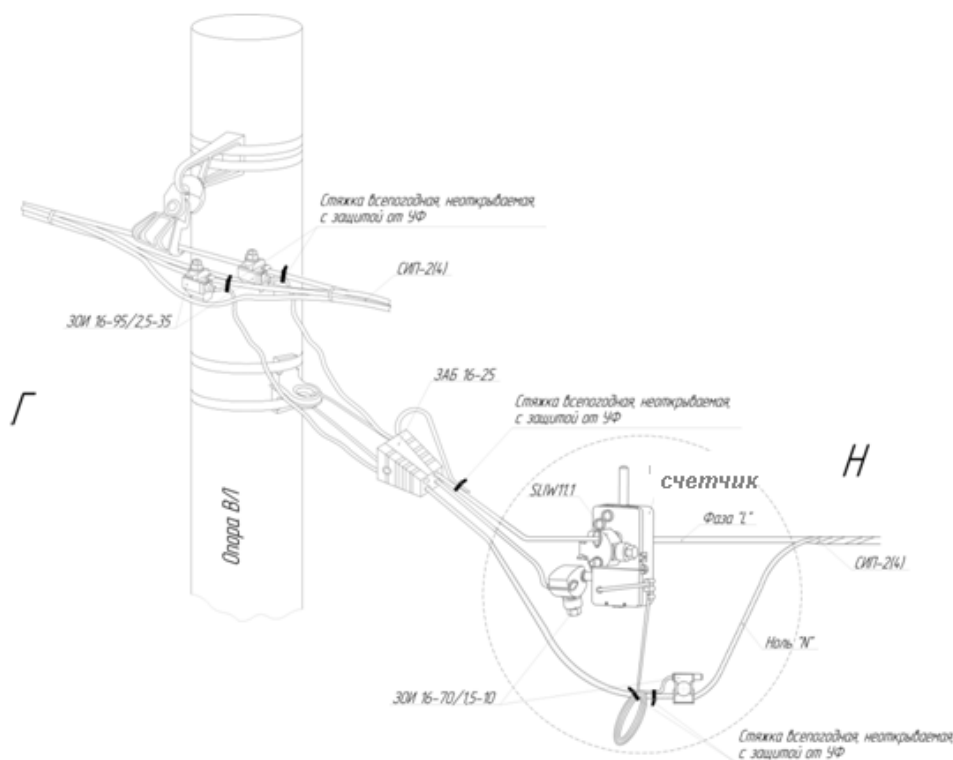 Стяжка всепогодная, неоткрываемая,
с защитой от УФ
СИП-2(4)
ЗОИ 16-95/2,5-35
ЗАБ 16-25
Г
Стяжка всепогодная, неоткрываемая,
с защитой от УФ
Н
счетчик
SLIW11.1
Опора ВЛ
Фаза "L"
СИП-2(4)
Ноль "N"
ЗОИ 16-70/1,5-10
Стяжка всепогодная, неоткрываемая,
с защитой от УФ